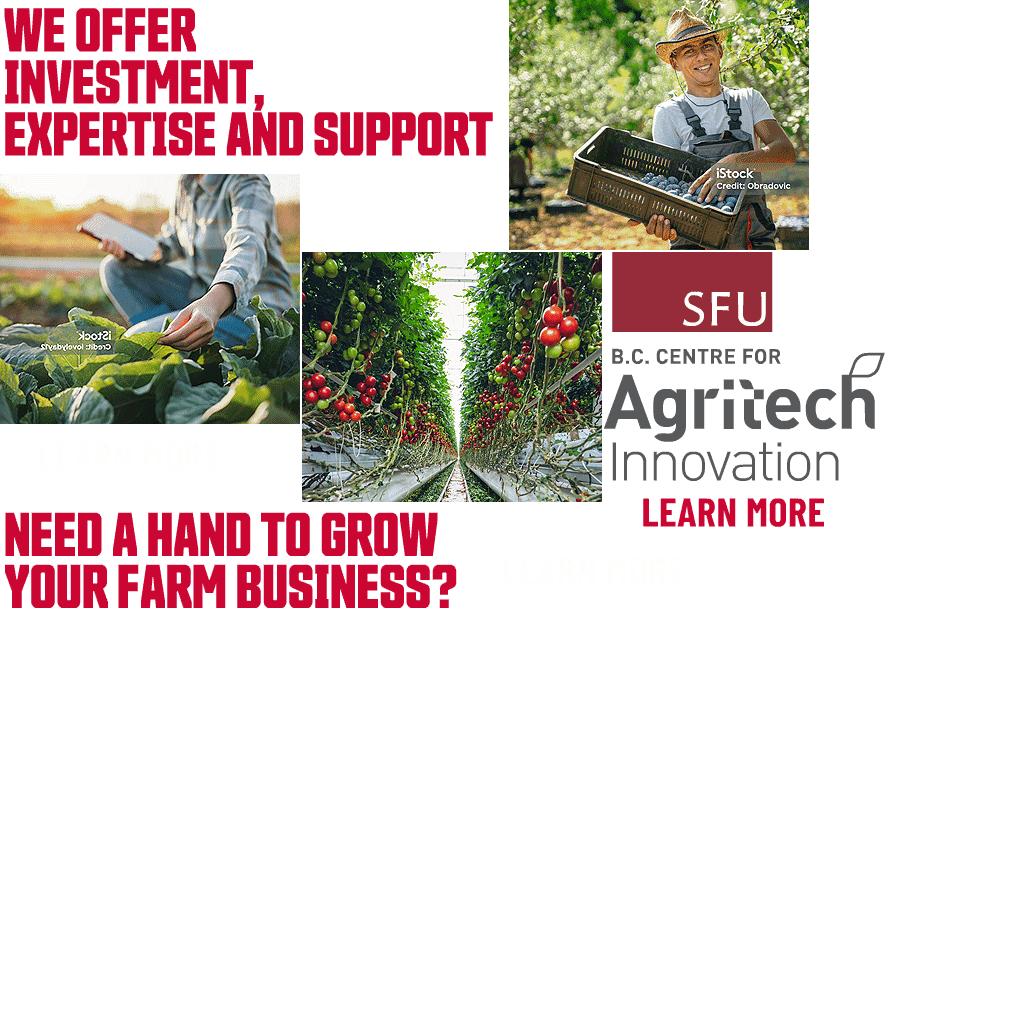 WE OFFER
INVESTMENT,
EXPERTISE AND SUPPORT
iStock
Credit: Obradovic
iStock
Credit: lovelyday12
SFU
B.C. CENTRE FOR
Agritech
Innovation
LEARN MORE
LEARN MORE
NEED A HAND TO GROW
YOUR FARM BUSINESS?
LEARN MORE